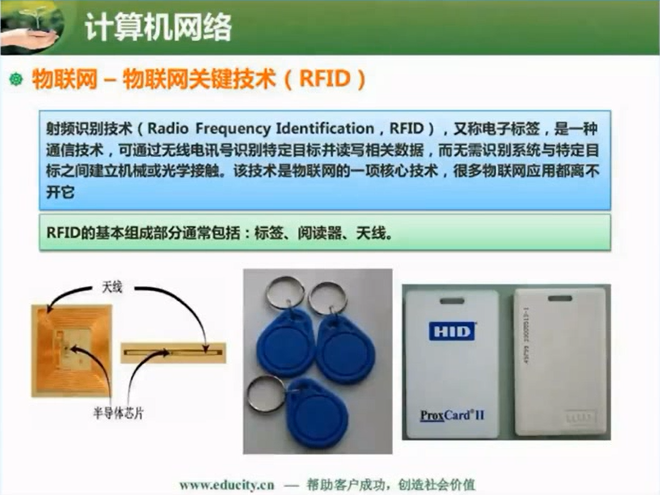 计算机网络
物联网 – 物联网关键技术（RFID）
射频识别技术（Radio Frequency Identification，RFID），又称电子标签，是一种
通信技术，可通过无线电讯号识别特定目标并读写相关数据，而无需识别系统与特定目
标之间建立机械或光学接触。该技术是物联网的一项核心技术，很多物联网应用都离不
开它
RFID的基本组成部分通常包括：标签、阅读器、天线。
天线
半导体芯片
HID
ProxCard® II
www.educity.cn — 帮助客户成功，创造社会价值